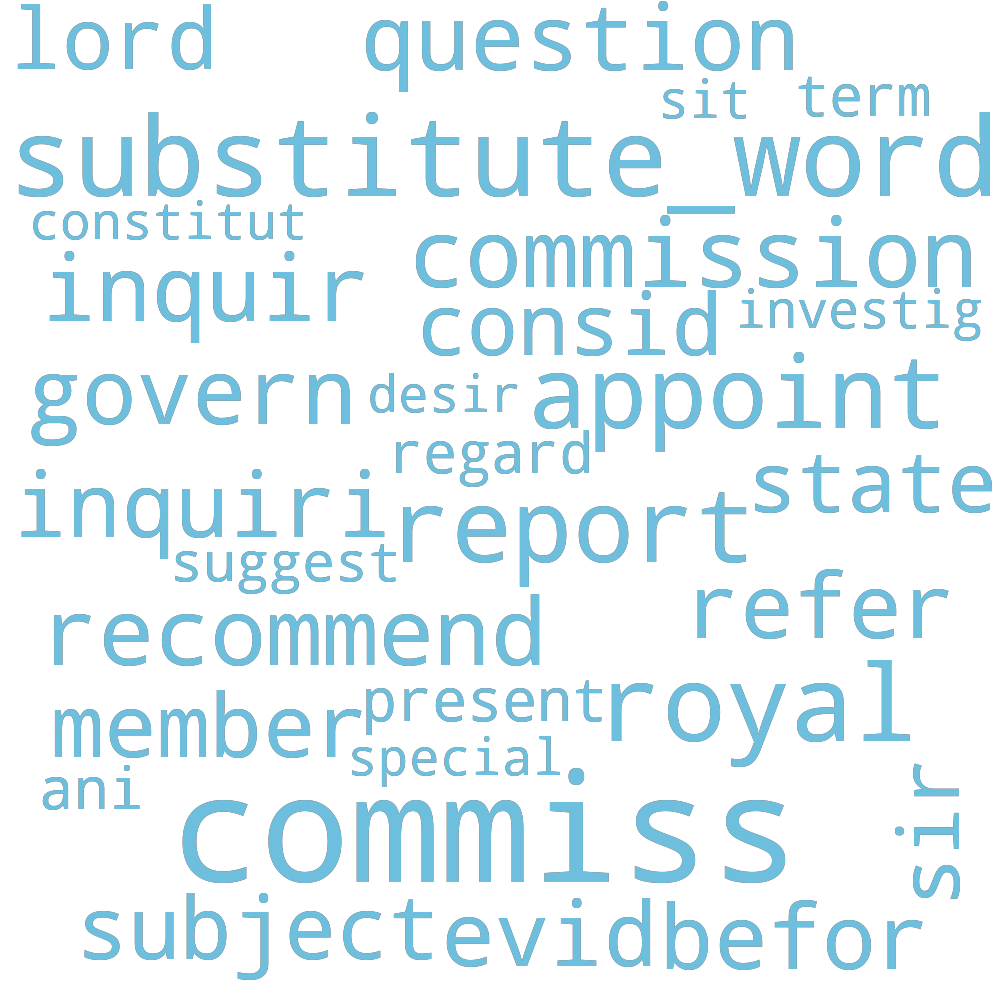 lord question
sit term
substitute_word
constitut
commission
inquir
consid investig
govern desir appoint
regard
inquiri report state
suggest
recommend refer
member present royal
special
ani commiss sir
subject evid befor